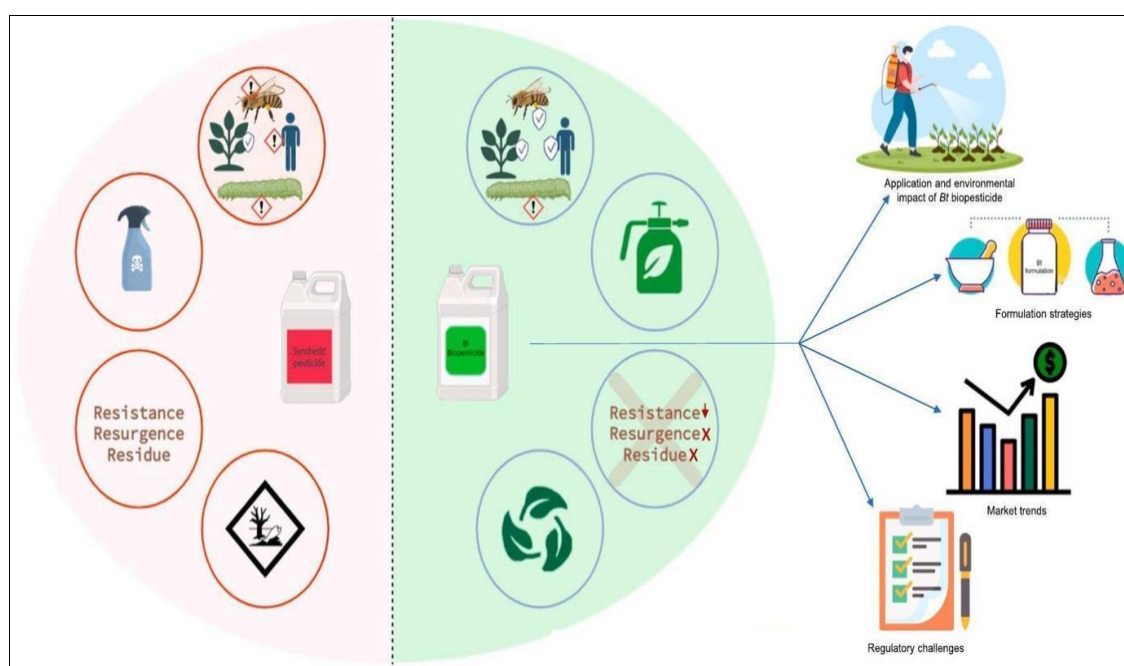 Synthetic
pesticide
Resistance
Resurgence
Residue
Bt
Biopesticide
Resistance↓
Resurgence X
Residue X
Application and environmental
impact of Bt biopesticide
Bt
formulation
Formulation strategies
$
Market trends
Regulatory challenges